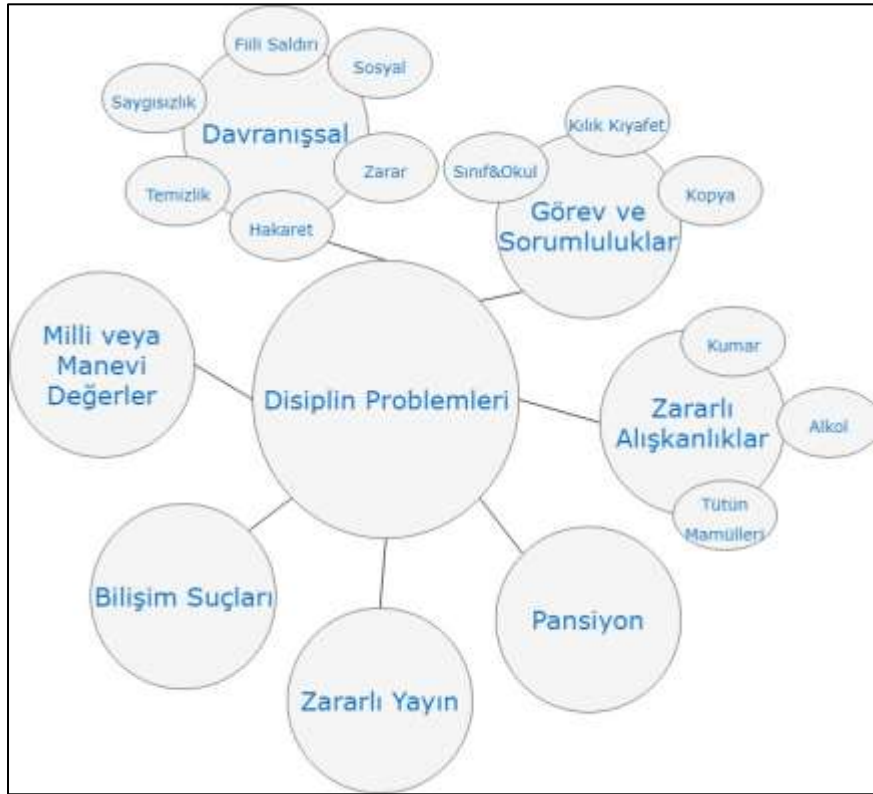 Fiili Saldırı
Sosyal
Saygısızlık
Davranışsal
Zarar
Temizlik
Hakaret
Kılık Kıyafet
Sınıf&Okul
Kopya
Görev ve
Sorumluluklar
Milli veya
Manevi
Değerler
Disiplin Problemleri
Kumar
Zararlı
Alışkanlıklar
Alkol
Tütün
Mamülleri
Bilişim Suçları
Pansiyon
Zararlı Yayın